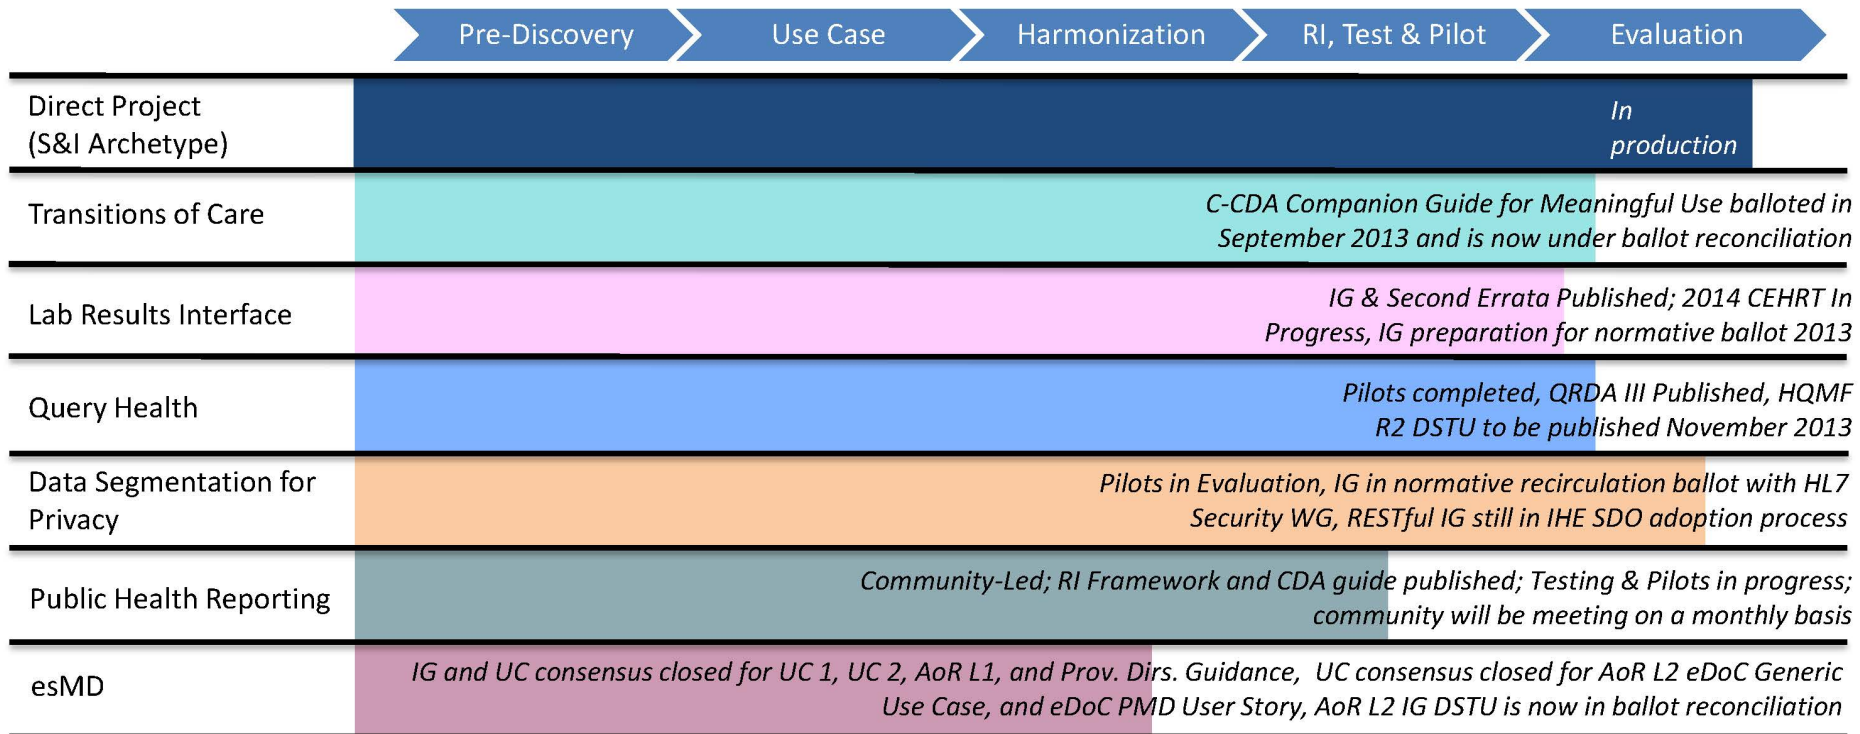 Pre-Discovery
Use Case
Harmonization
RI, Test & Pilot
Evaluation
Direct Project
(S&I Archetype)
In
production
Transitions of Care
C-CDA Companion Guide for Meaningful Use balloted in
September 2013 and is now under ballot reconciliation
Lab Results Interface
IG & Second Errata Published; 2014 CEHRT In
Progress, IG preparation for normative ballot 2013
Query Health
Pilots completed, QRDA III Published, HQMF
R2 DSTU to be published November 2013
Data Segmentation for
Privacy
Pilots in Evaluation, IG in normative recirculation ballot with HL7
Security WG, RESTful IG still in IHE SDO adoption process
Public Health Reporting
Community-Led; RI Framework and CDA guide published; Testing & Pilots in progress;
community will be meeting on a monthly basis
esMD
IG and UC consensus closed for UC 1, UC 2, AoR L1, and Prov. Dirs. Guidance, UC consensus closed for AoR L2 eDoC Generic
Use Case, and eDoC PMD User Story, AoR L2 IG DSTU is now in ballot reconciliation